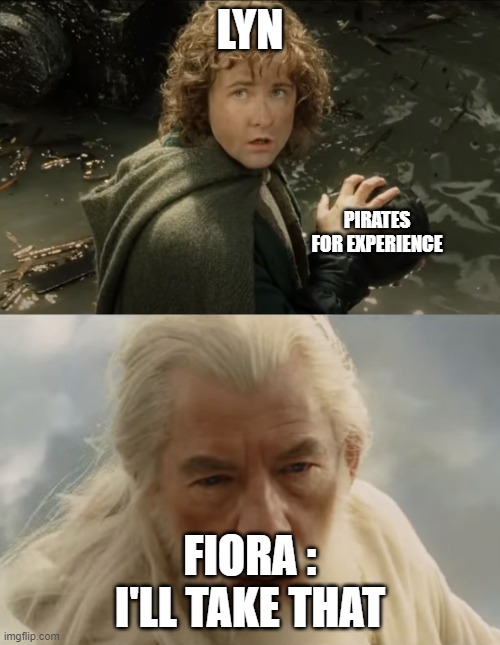 LYN
PIRATES
FOR EXPERIENCE
FIORA :
I'LL TAKE THAT
imgflip.com